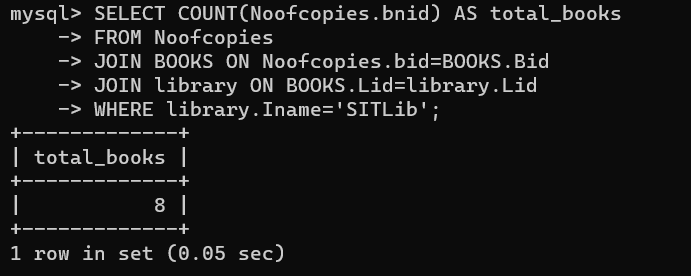 mysql> SELECT COUNT(Noofcopies.bnid) AS total_books
    -> FROM Noofcopies
    -> JOIN BOOKS ON Noofcopies.bid=BOOKS.Bid
    -> JOIN library ON BOOKS.Lid=library.Lid
    -> WHERE library.Iname='SITLib';
+-------------+
| total_books |
+-------------+
|           8 |
+-------------+
1 row in set (0.05 sec)